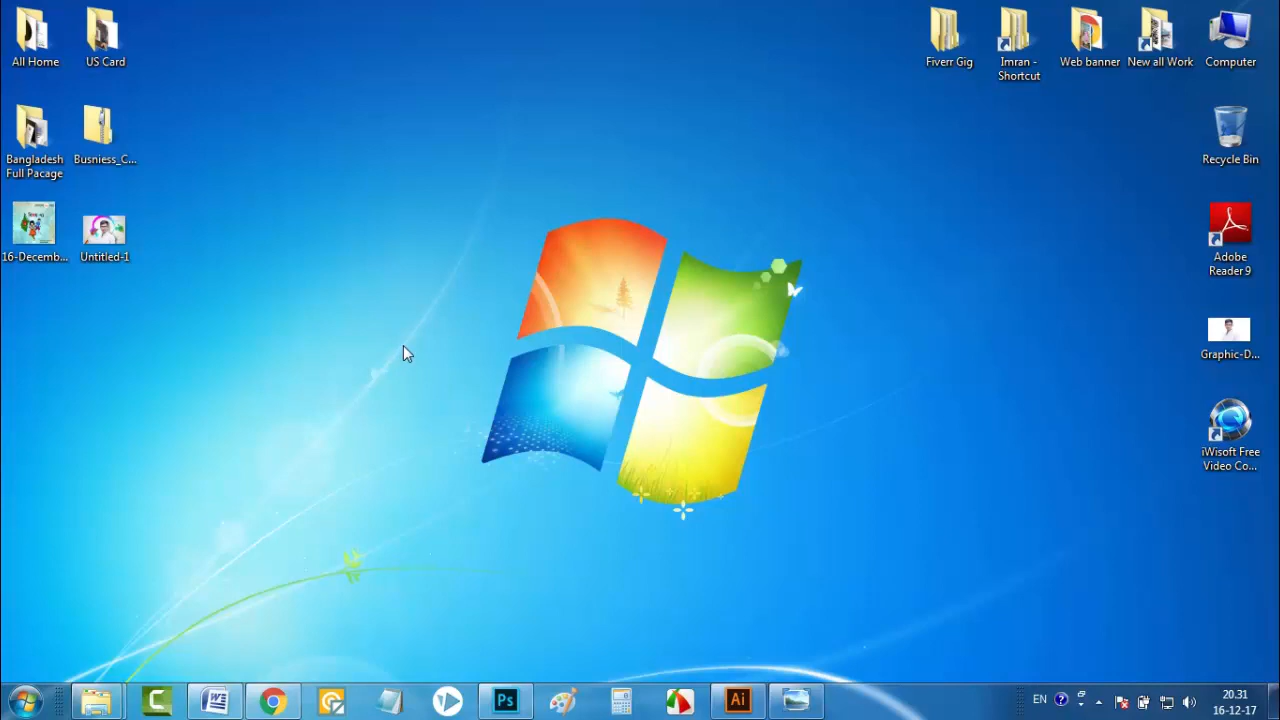 All Home
US Card
Fiverr Gig
Imran -
Shortcut
Web banner
New all Work
Computer
Bangladesh
Full Pacage
Busniess_C...
Recycle Bin
16-Decemb...
Untitled-1
Adobe
Reader 9
Graphic-D...
iWisoft Free
Video Co...
C
W
Ps
Ai
EN
?
20.31
16-12-17